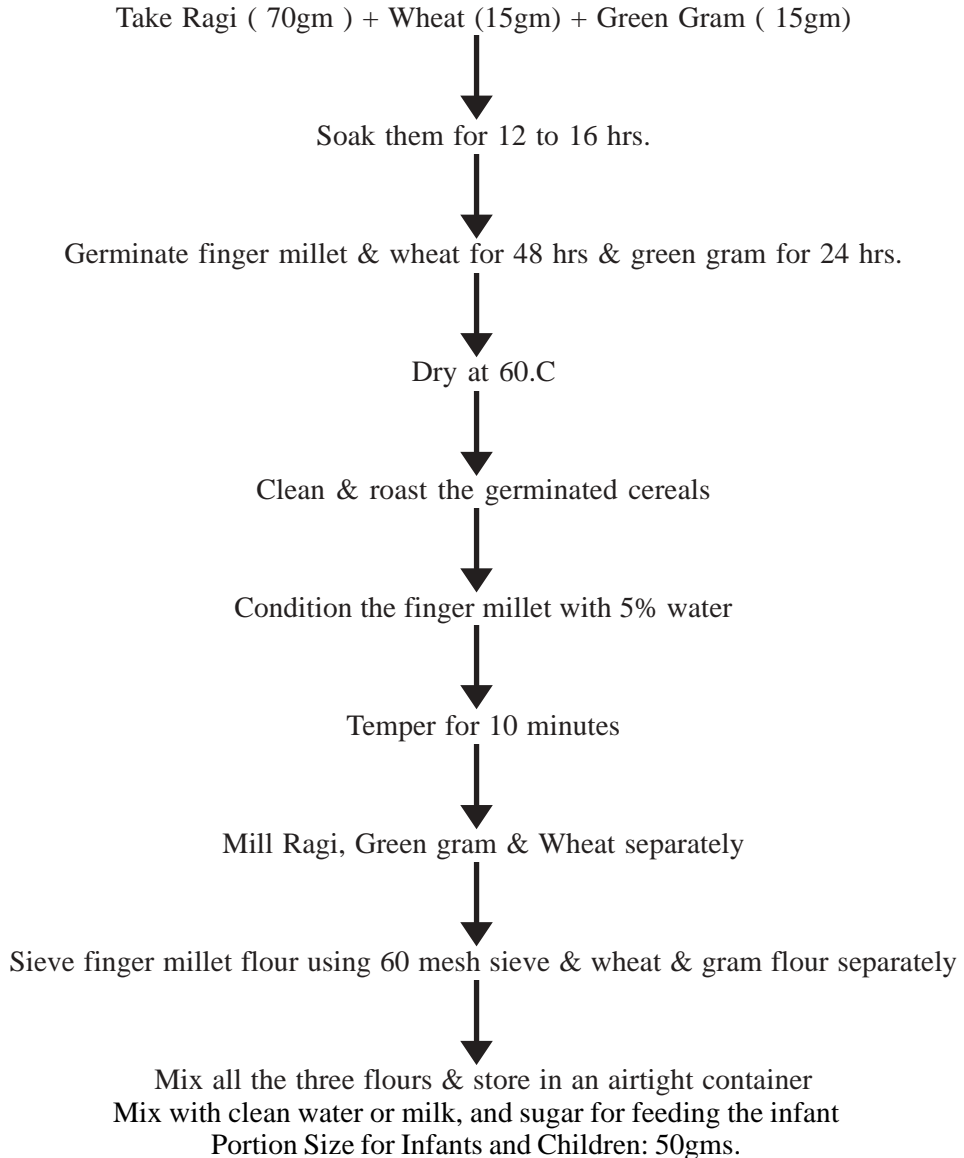 Take Ragi ( 70gm ) + Wheat (15gm) + Green Gram ( 15gm)
Soak them for 12 to 16 hrs.
Germinate finger millet & wheat for 48 hrs & green gram for 24 hrs.
Dry at 60.C
Clean & roast the germinated cereals
Condition the finger millet with 5% water
Temper for 10 minutes
Mill Ragi, Green gram & Wheat separately
Sieve finger millet flour using 60 mesh sieve & wheat & gram flour separately
Mix all the three flours & store in an airtight container
Mix with clean water or milk, and sugar for feeding the infant
Portion Size for Infants and Children: 50gms.